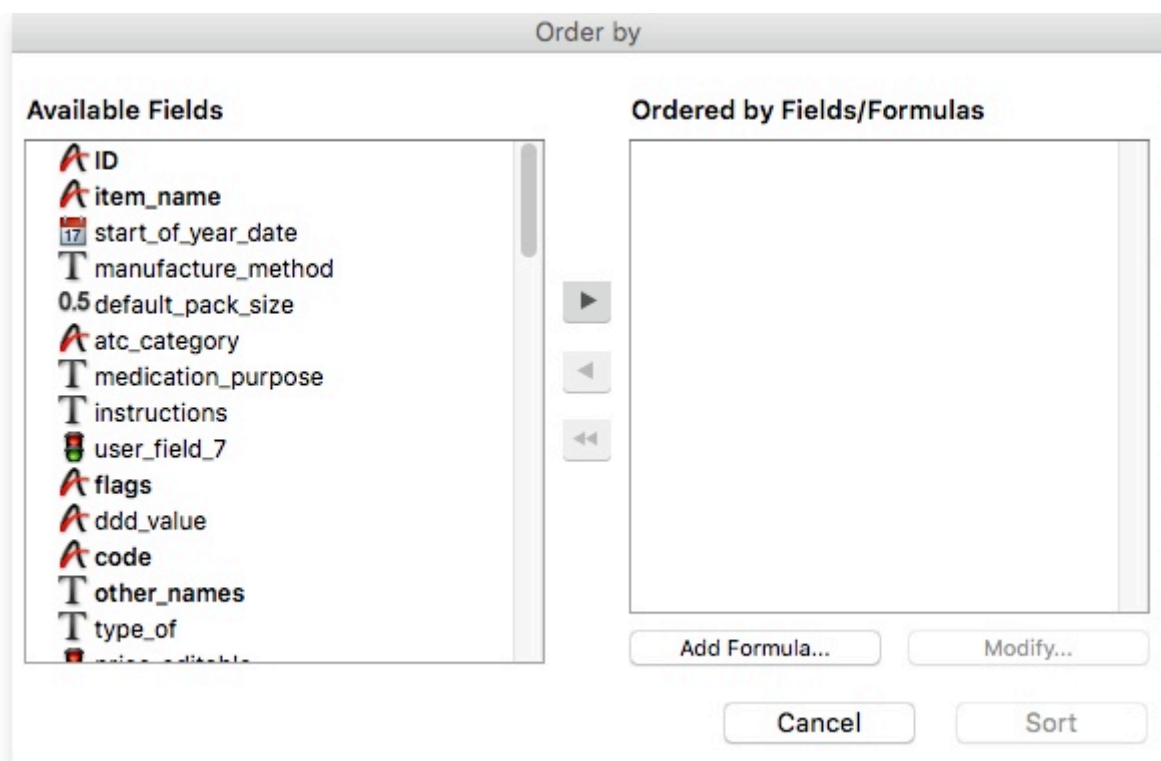 Order by
Available Fields
ID
item_name
start_of_year_date
manufacture_method
0.5 default_pack_size
atc_category
medication_purpose
instructions
user_field_7
flags
ddd_value
code
other_names
type_of
Ordered by Fields/Formulas
Add Formula...
Modify...
Cancel
Sort